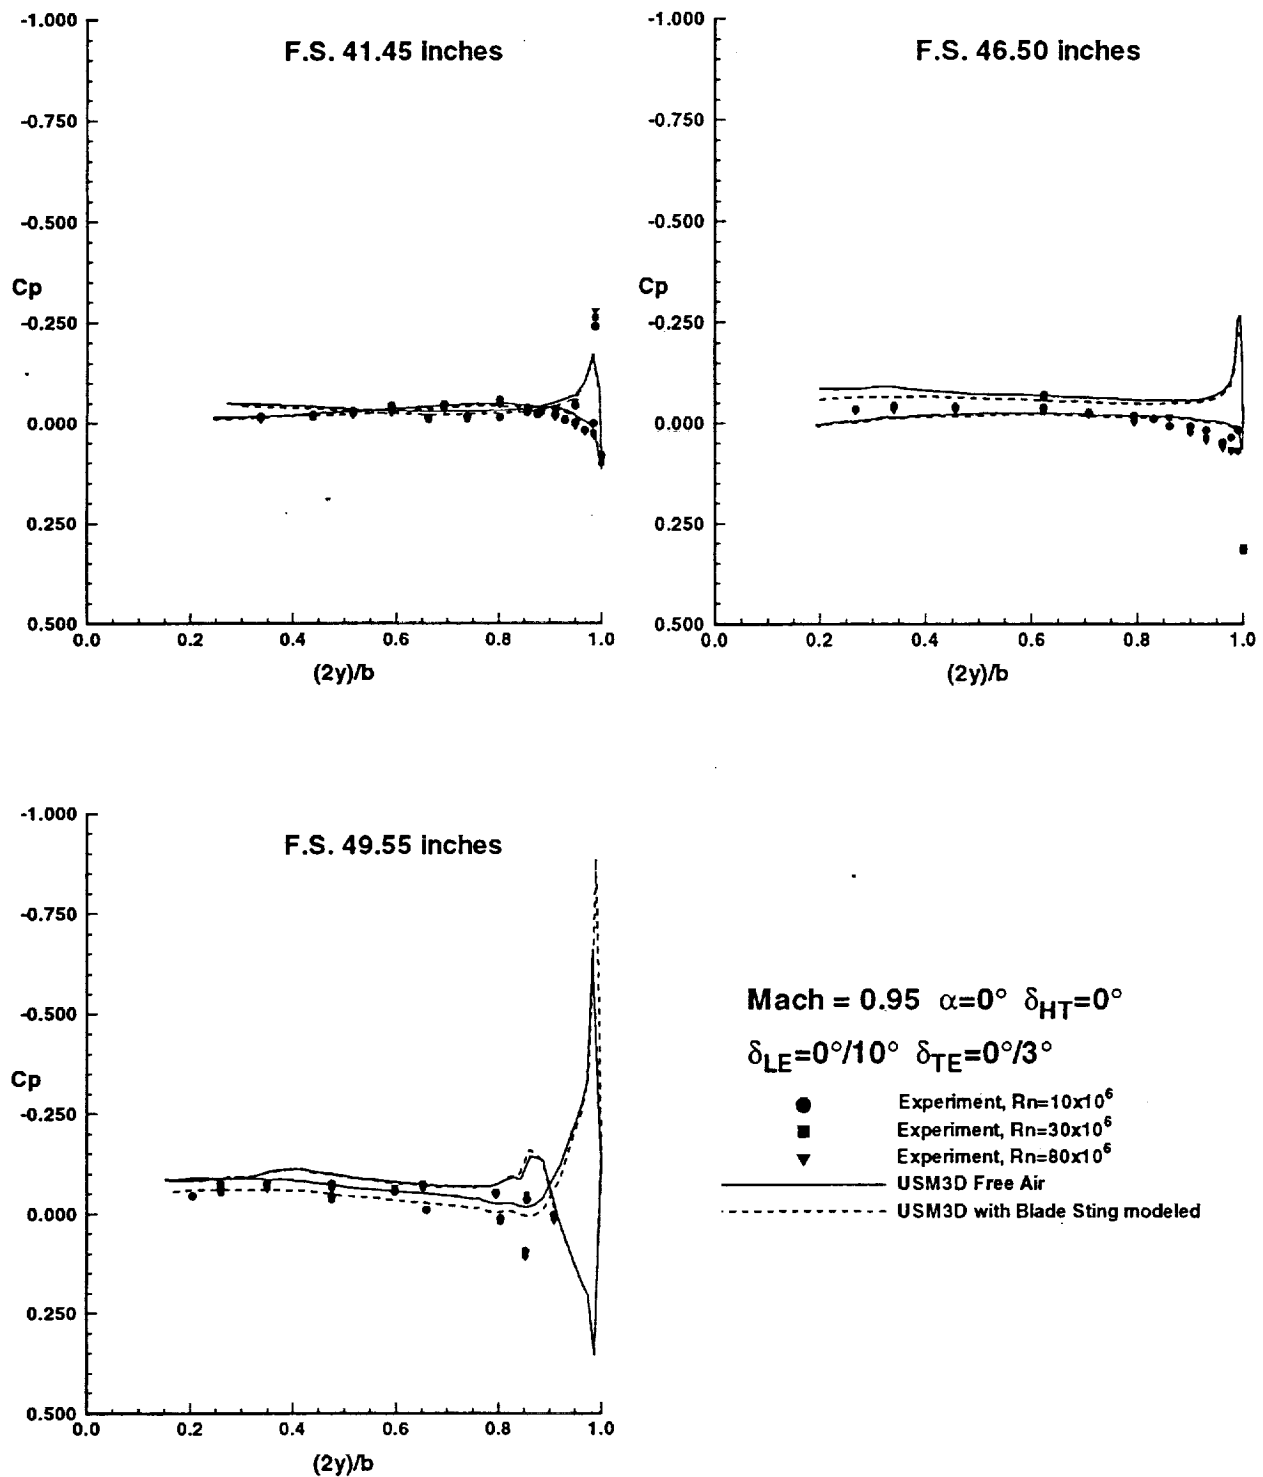 F.S. 41.45 inches
-1.000
-0.750
-0.500
Cp
-0.250
0.000
0.250
0.500
0.0 0.2 0.4 0.6 0.8 1.0
(2y)/b
F.S. 46.50 inches
-1.000
-0.750
-0.500
Cp
-0.250
0.000
0.250
0.500
0.0 0.2 0.4 0.6 0.8 1.0
(2y)/b
F.S. 49.55 inches
-1.000
-0.750
-0.500
Cp
-0.250
0.000
0.250
0.500
0.0 0.2 0.4 0.6 0.8 1.0
(2y)/b
Mach = 0.95 α=0° δHT=0°
δLE=0°/10° δTE=0°/3°
Experiment, Rn=10x10⁶
Experiment, Rn=30x10⁶
Experiment, Rn=80x10⁶
USM3D Free Air
USM3D with Blade Sting modeled